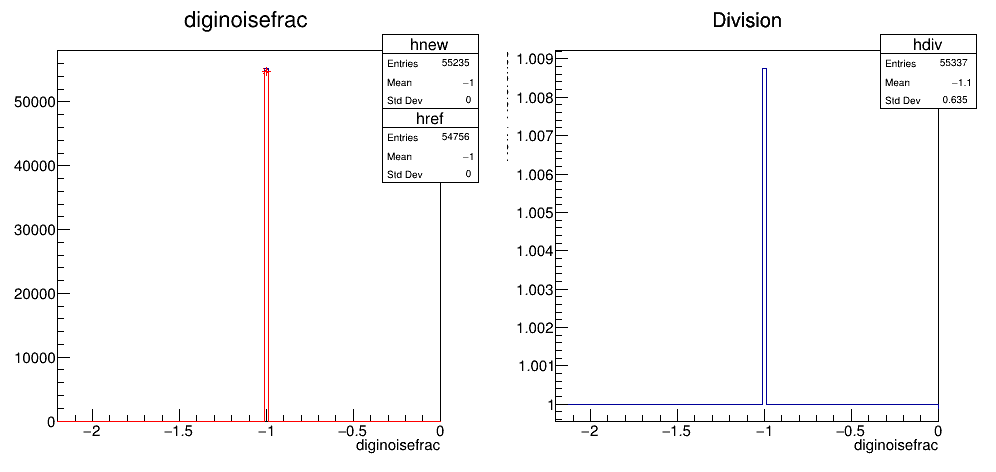 diginoisefrac
hnew
Entries 55235
Mean −1
Std Dev 0
href
Entries 54756
Mean −1
Std Dev 0
50000
40000
30000
20000
10000
0
−2 −1.5 −1 −0.5 0
diginoisefrac
Division
hdiv
Entries 55337
Mean −1.1
Std Dev 0.635
1.009
1.008
1.007
1.006
1.005
1.004
1.003
1.002
1.001
1
−2 −1.5 −1 −0.5 0
diginoisefrac